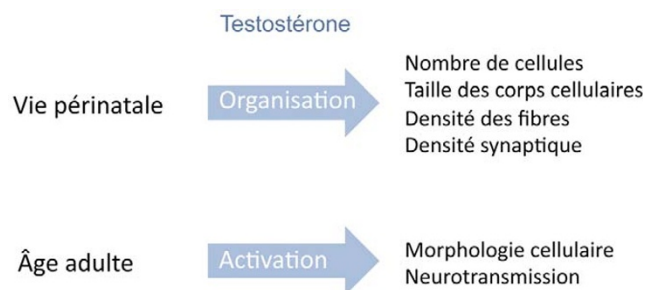 Testostérone
Vie périnatale
Organisation
Nombre de cellules
Taille des corps cellulaires
Densité des fibres
Densité synaptique
Âge adulte
Activation
Morphologie cellulaire
Neurotransmission